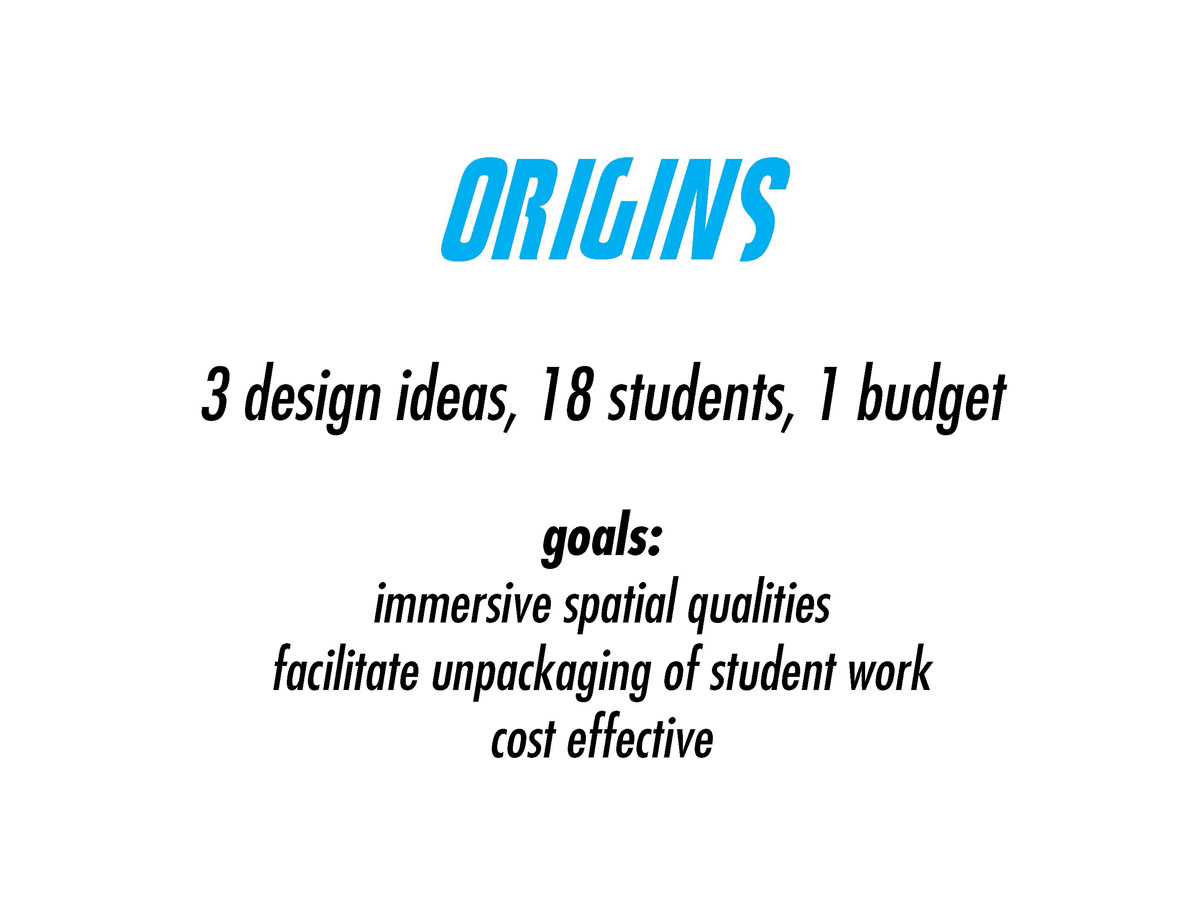 ORIGINS
3 design ideas, 18 students, 1 budget
goals:
immersive spatial qualities
facilitate unpackaging of student work
cost effective